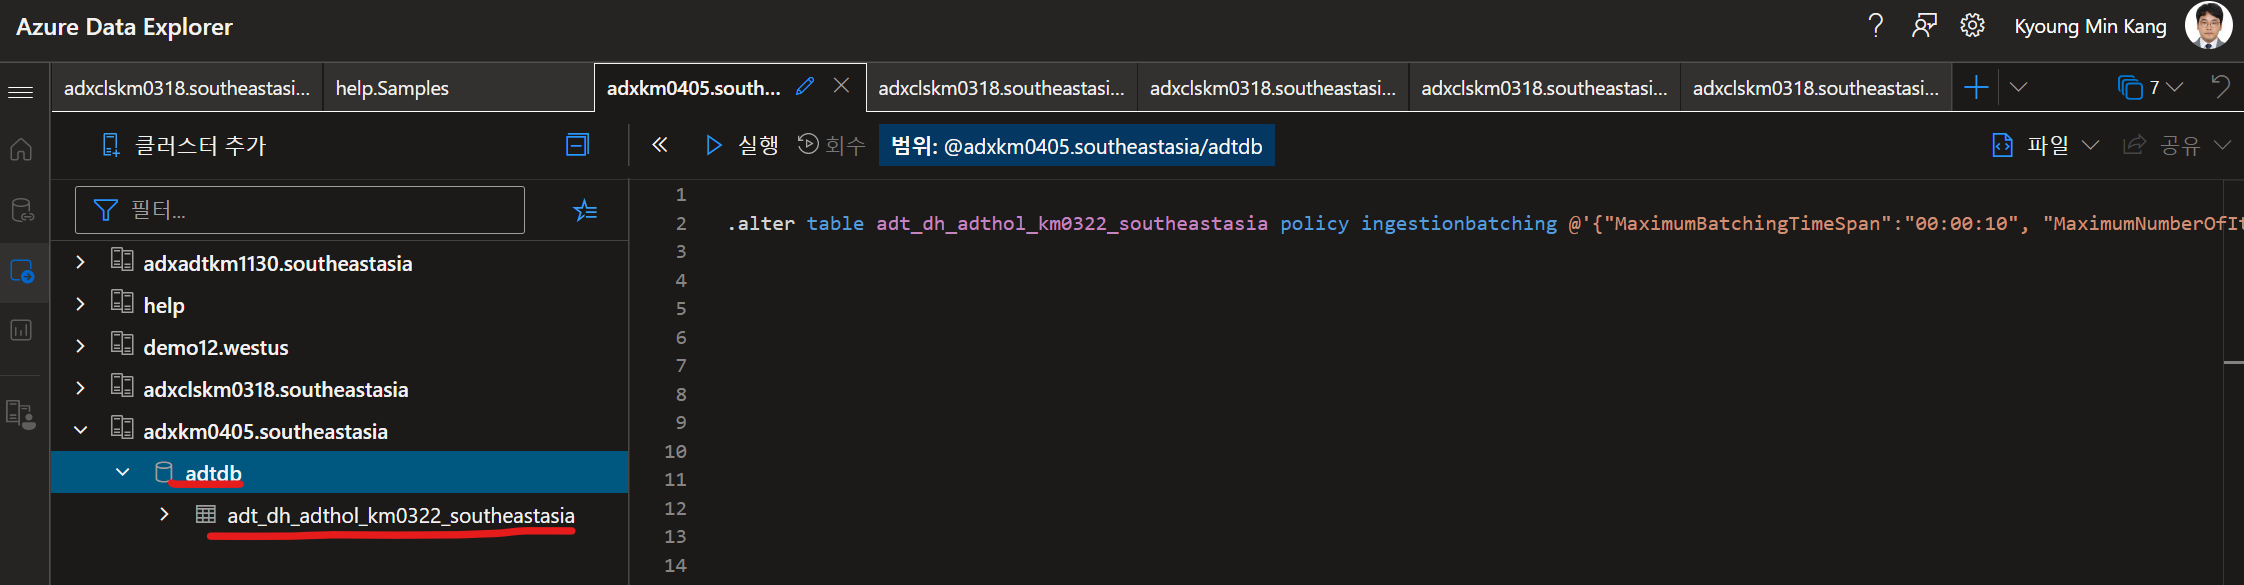 Azure Data Explorer
Kyoung Min Kang
adxclskm0318.southeastasi...
help.Samples
adxkm0405.south...
adxclskm0318.southeastasi...
adxclskm0318.southeastasi...
adxclskm0318.southeastasi...
adxclskm0318.southeastasi...
7
클러스터 추가
실행
회수
범위: @adxkm0405.southeastasia/adtdb
파일
공유
필터...
adxadtkm1130.southeastasia
help
demo12.westus
adxclskm0318.southeastasia
adxkm0405.southeastasia
adtdb
adt_dh_adthol_km0322_southeastasia
1
2 .alter table adt_dh_adthol_km0322_southeastasia policy ingestionbatching @'{"MaximumBatchingTimeSpan":"00:00:10", "MaximumNumberOfIt
3
4
5
6
7
8
9
10
11
12
13
14